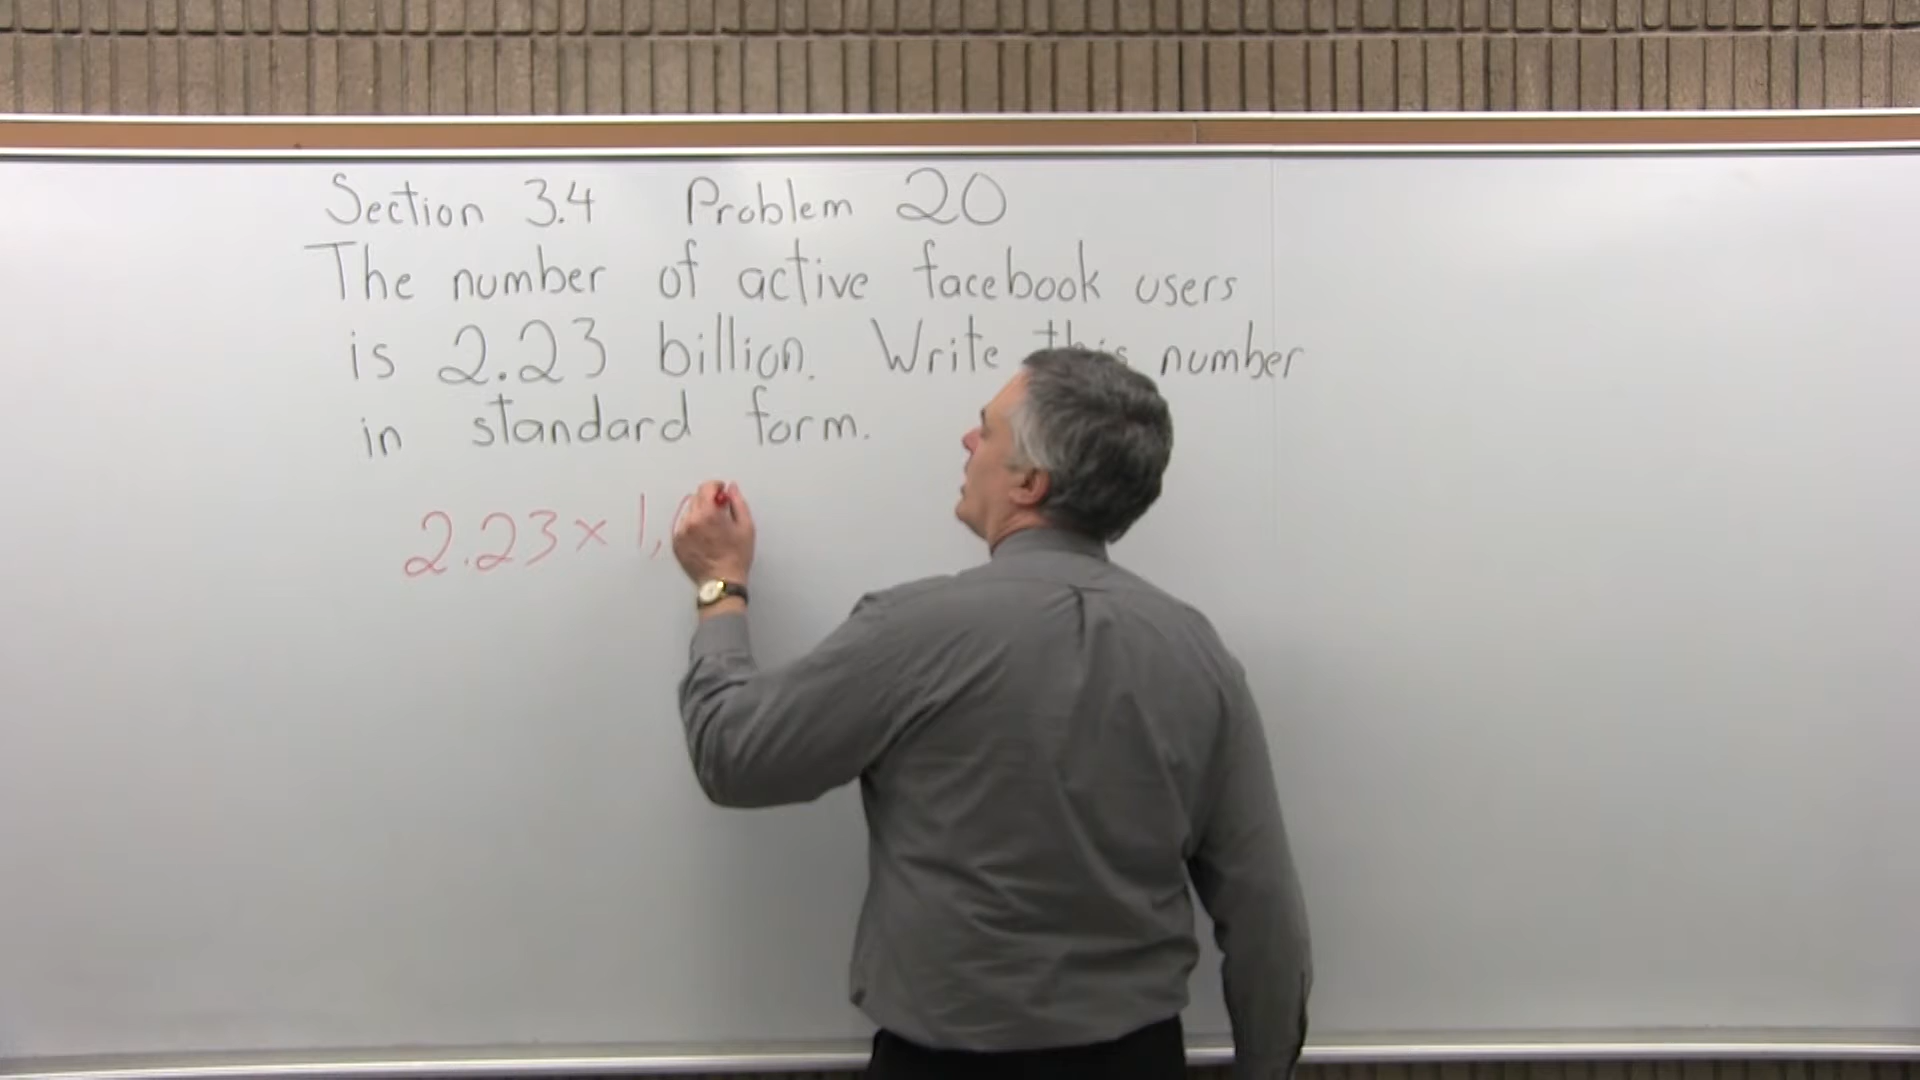 Section 3.4 Problem 20
The number of active facebook users
is 2.23 billion. Write this number
in standard form.
2.23 × 1,